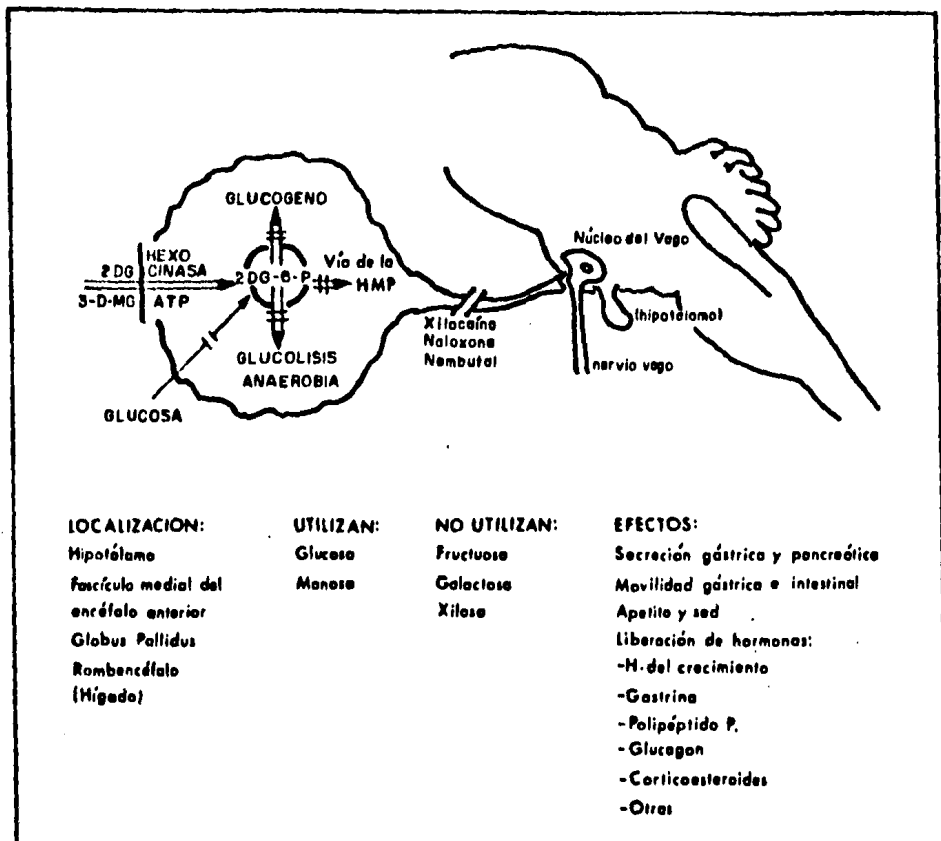 GLUCOGENO
2DG
HEXO
CINASA
3-D-MG
ATP
2DG-6-P
Vía de la
HMP
GLUCOLISIS
ANAEROBIA
GLUCOSA
Xilocaína
Naloxona
Nembutal
Núcleo del Vago
(hipotálamo)
nervio vago
LOCALIZACION:
Hipotálamo
Fascículo medial del
encéfalo anterior
Globus Pallidus
Rombencéfalo
(Hígado)
UTILIZAN:
Glucosa
Manosa
NO UTILIZAN:
Fructuosa
Galactosa
Xilosa
EFECTOS:
Secreción gástrica y pancreática
Movilidad gástrica e intestinal
Apetito y sed
Liberación de hormonas:
-H. del crecimiento
-Gastrina
-Polipéptido P.
-Glucagon
-Corticoesteroides
-Otras